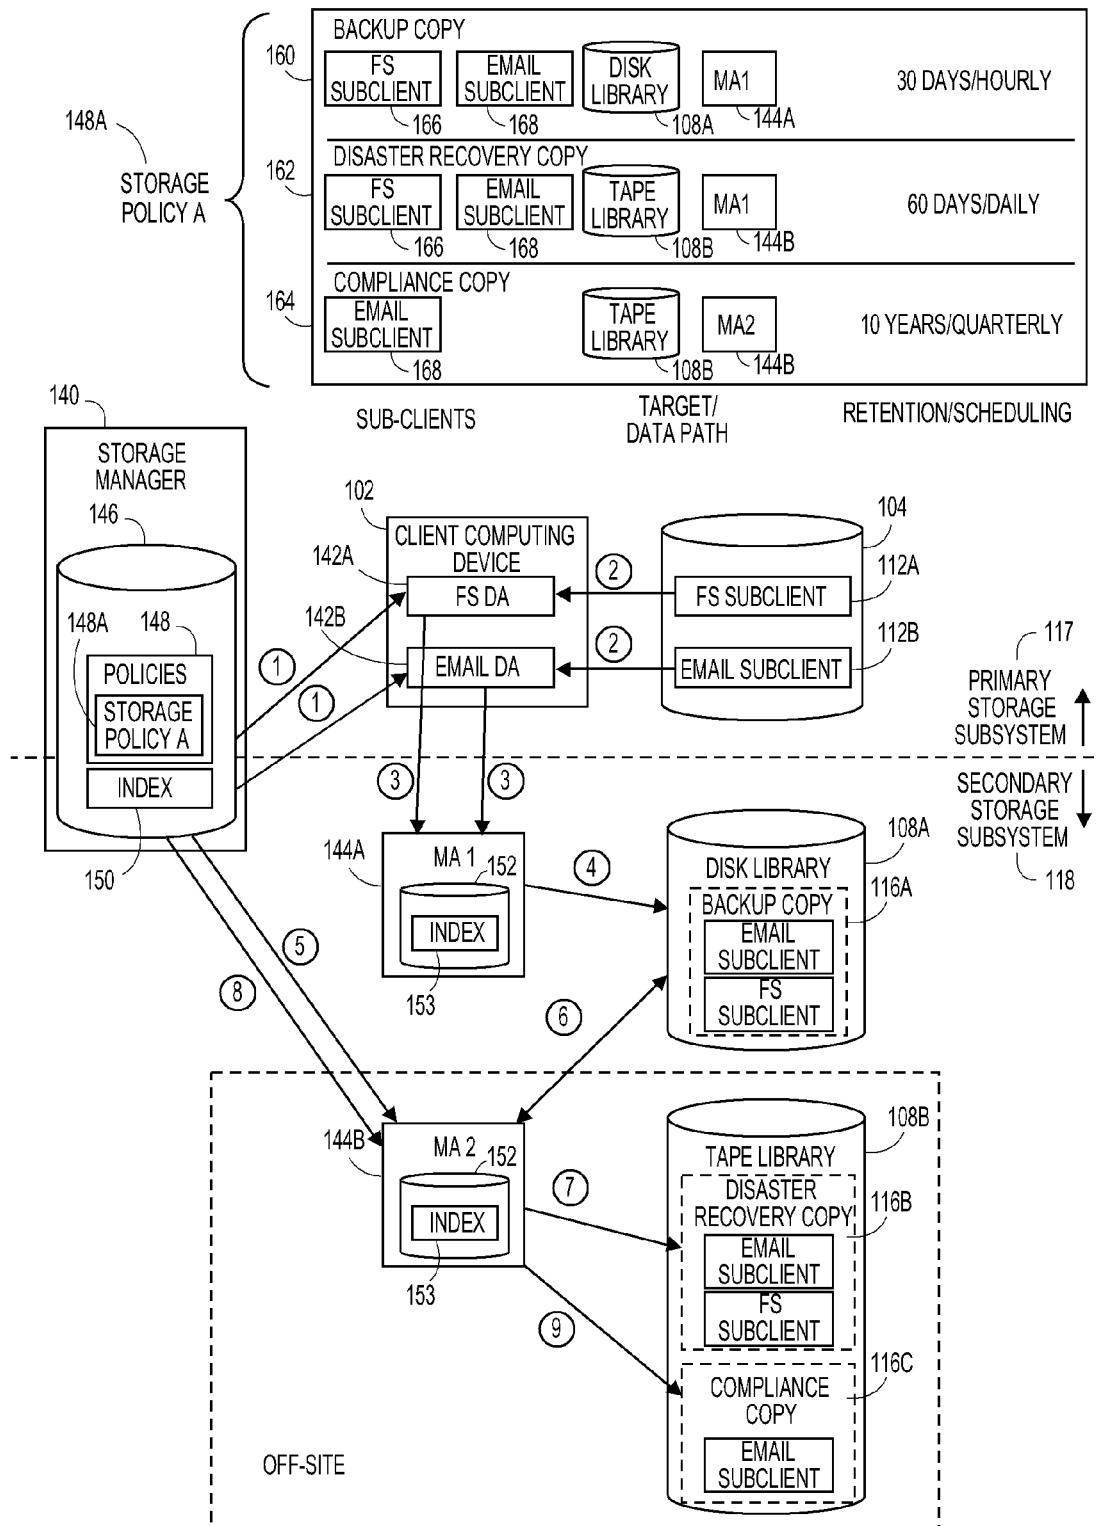 BACKUP COPY
160
FS
SUBCLIENT
166
EMAIL
SUBCLIENT
168
DISK
LIBRARY
108A
MA1
144A
30 DAYS/HOURLY
148A
STORAGE
POLICY A
DISASTER RECOVERY COPY
162
FS
SUBCLIENT
166
EMAIL
SUBCLIENT
168
TAPE
LIBRARY
108B
MA1
144B
60 DAYS/DAILY
COMPLIANCE COPY
164
EMAIL
SUBCLIENT
168
TAPE
LIBRARY
108B
MA2
144B
10 YEARS/QUARTERLY
SUB-CLIENTS
TARGET/
DATA PATH
RETENTION/SCHEDULING
140
STORAGE
MANAGER
146
148A
148
POLICIES
STORAGE
POLICY A
INDEX
150
102
CLIENT COMPUTING
DEVICE
142A
FS DA
142B
EMAIL DA
1
1
2
2
104
112A
FS SUBCLIENT
112B
EMAIL SUBCLIENT
117
PRIMARY
STORAGE
SUBSYSTEM
SECONDARY
STORAGE
SUBSYSTEM
118
3
3
144A
MA 1
152
INDEX
153
4
108A
DISK LIBRARY
116A
BACKUP COPY
EMAIL
SUBCLIENT
FS
SUBCLIENT
5
8
6
144B
MA 2
152
INDEX
153
7
9
108B
TAPE LIBRARY
DISASTER
RECOVERY COPY
116B
EMAIL
SUBCLIENT
FS
SUBCLIENT
116C
COMPLIANCE
COPY
EMAIL
SUBCLIENT
OFF-SITE